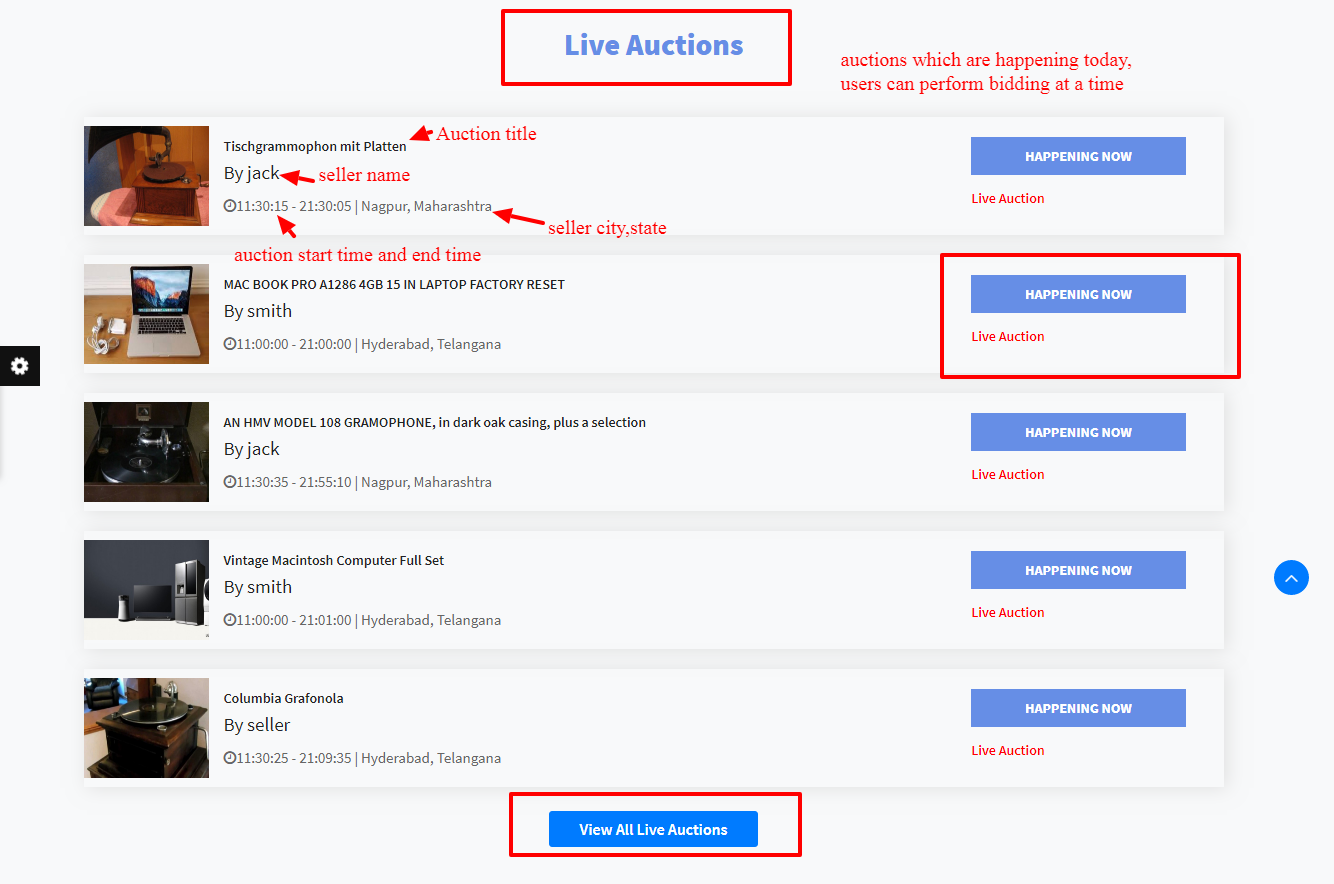 Live Auctions
auctions which are happening today,
users can perform bidding at a time
Tischgrammophon mit Platten
Auction title
HAPPENING NOW
By jack
seller name
Live Auction
11:30:15 - 21:30:05 | Nagpur, Maharashtra
seller city,state
auction start time and end time
MAC BOOK PRO A1286 4GB 15 IN LAPTOP FACTORY RESET
HAPPENING NOW
By smith
Live Auction
11:00:00 - 21:00:00 | Hyderabad, Telangana
AN HMV MODEL 108 GRAMOPHONE, in dark oak casing, plus a selection
HAPPENING NOW
By jack
Live Auction
11:30:35 - 21:55:10 | Nagpur, Maharashtra
Vintage Macintosh Computer Full Set
HAPPENING NOW
By smith
Live Auction
11:00:00 - 21:01:00 | Hyderabad, Telangana
Columbia Grafonola
HAPPENING NOW
By seller
Live Auction
11:30:25 - 21:09:35 | Hyderabad, Telangana
View All Live Auctions